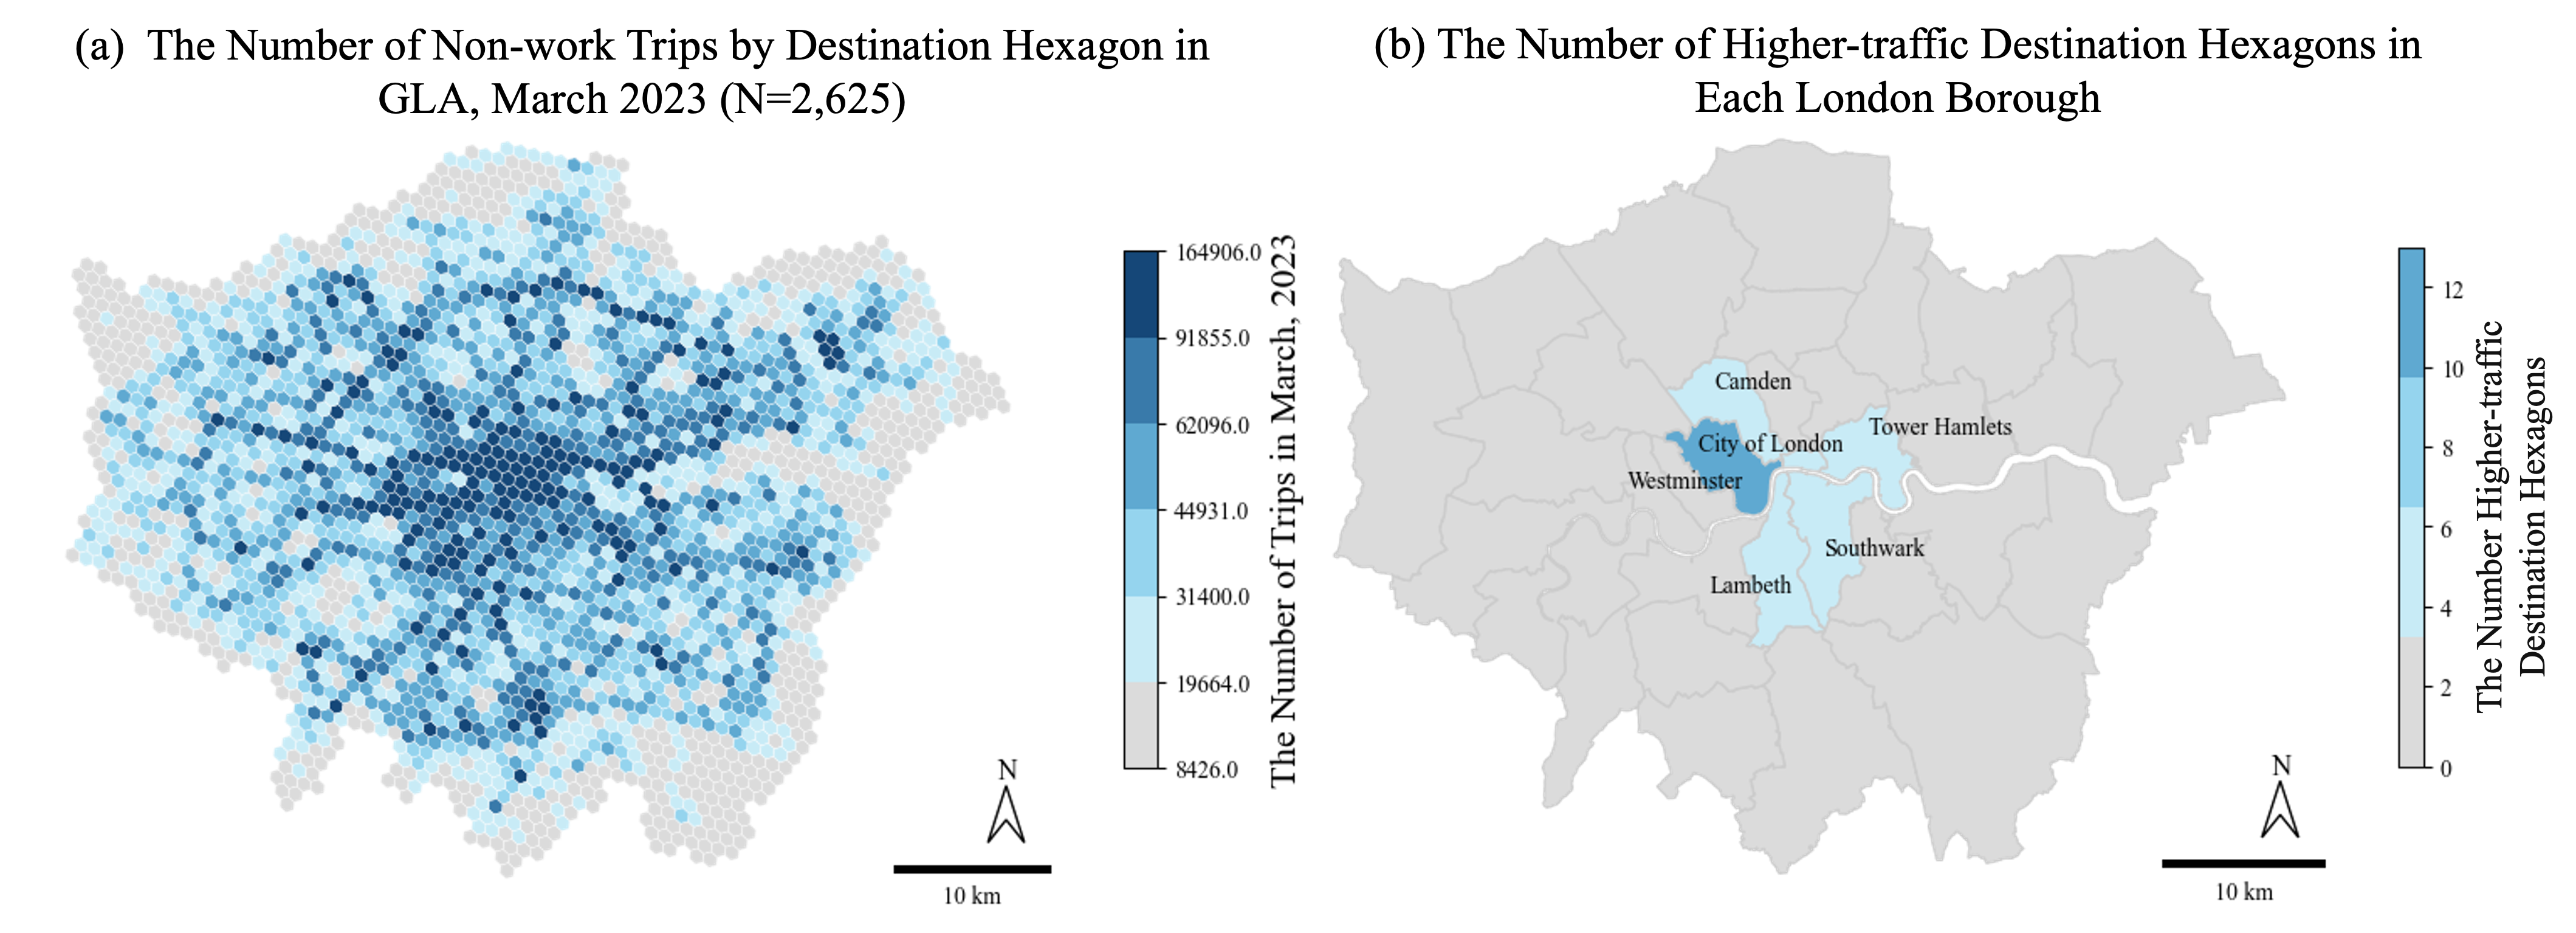 (a) The Number of Non-work Trips by Destination Hexagon in
GLA, March 2023 (N=2,625)
164906.0
91855.0
62096.0
44931.0
31400.0
19664.0
8426.0
The Number of Trips in March, 2023
N
10 km
(b) The Number of Higher-traffic Destination Hexagons in
Each London Borough
Camden
Tower Hamlets
City of London
Westminster
Southwark
Lambeth
12
10
8
6
4
2
0
The Number Higher-traffic
Destination Hexagons
N
10 km